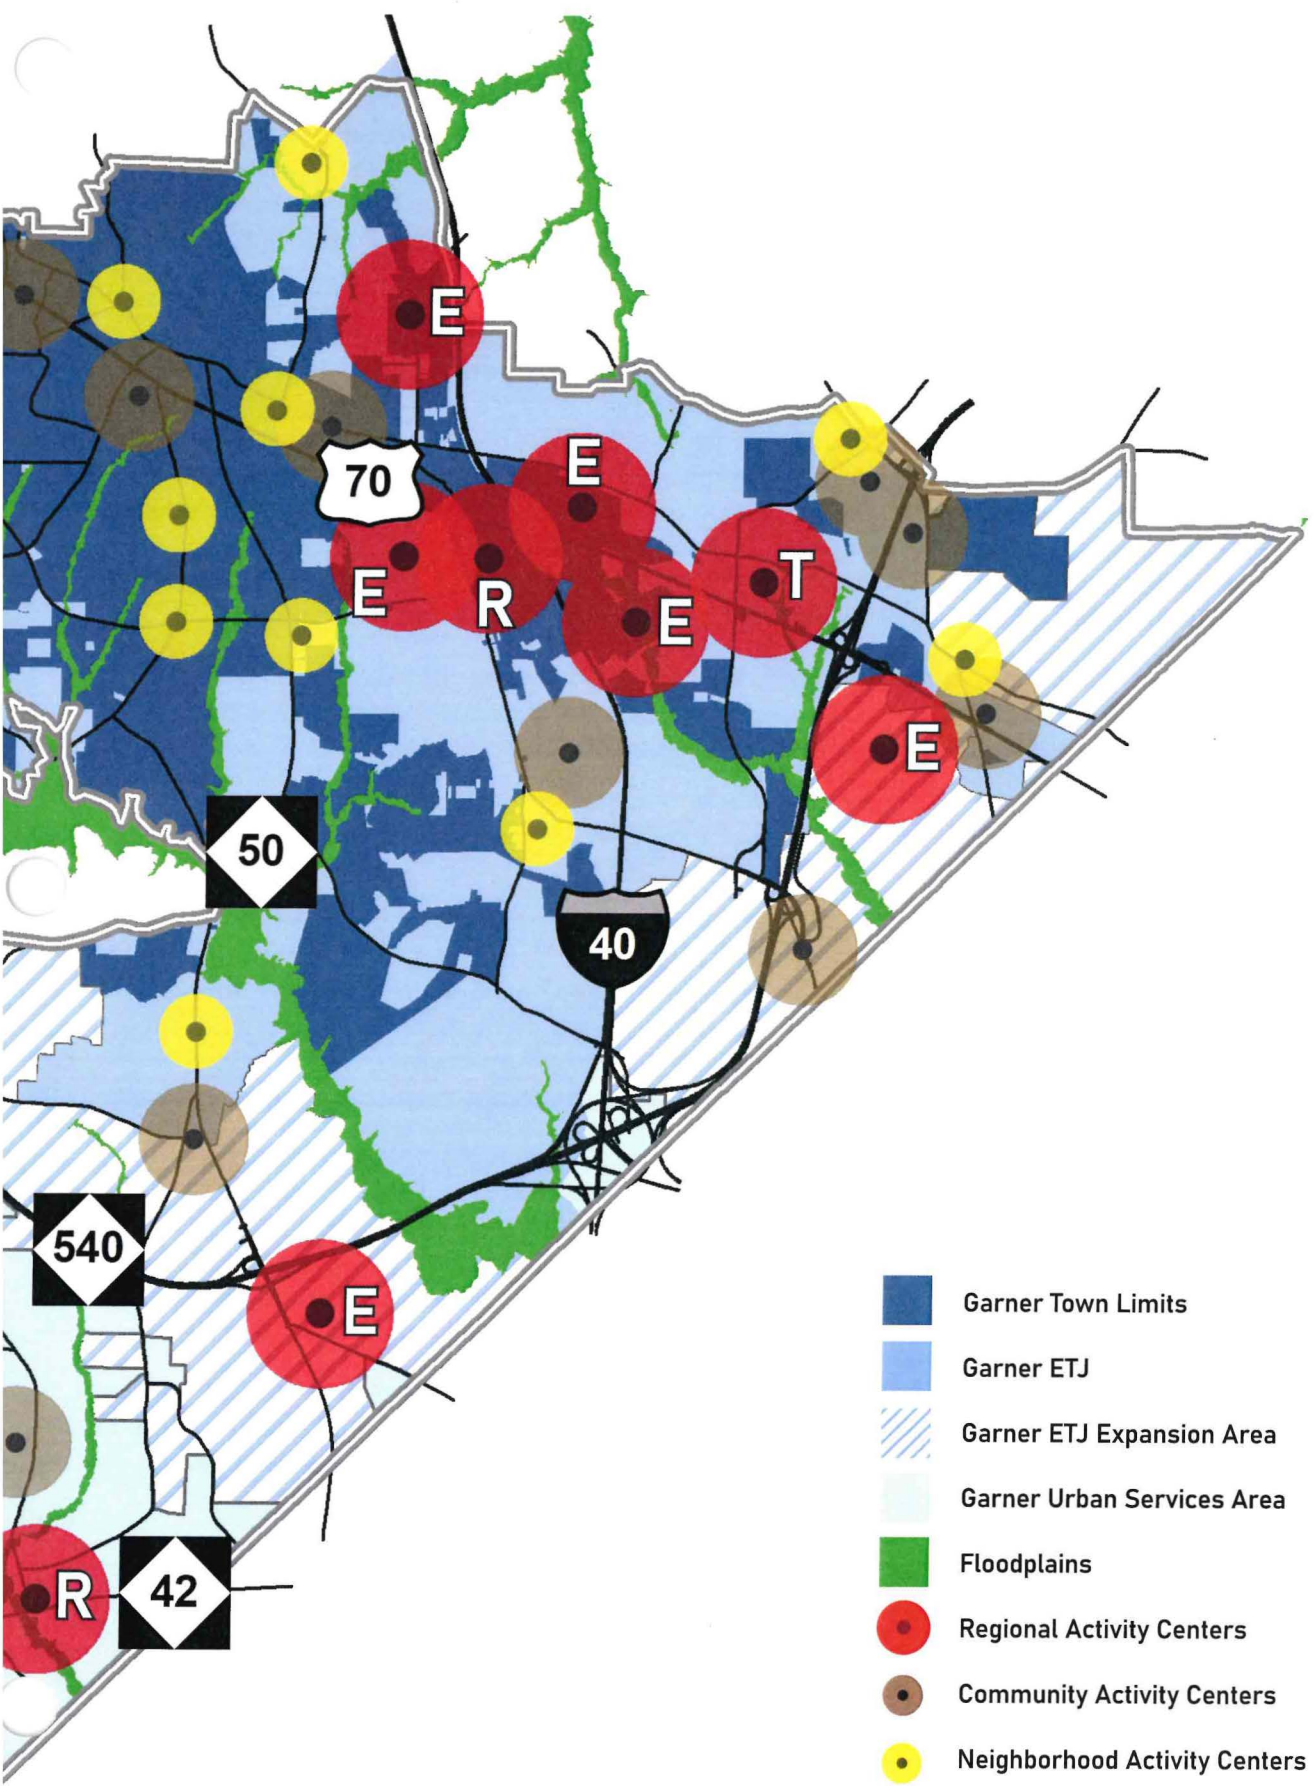 E
E
70
E
R
E
T
E
50
40
540
E
R
42
Garner Town Limits
Garner ETJ
Garner ETJ Expansion Area
Garner Urban Services Area
Floodplains
Regional Activity Centers
Community Activity Centers
Neighborhood Activity Centers